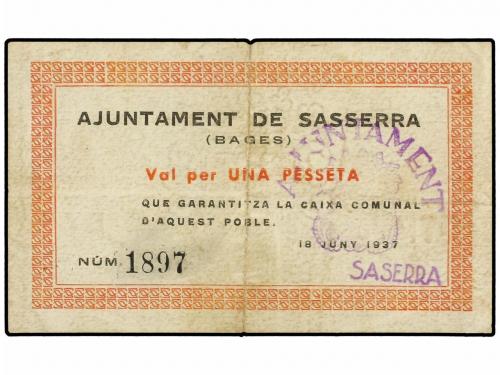 AJUNTAMENT DE SASSERRA
(BAGES)
Val per UNA PESSETA
QUE GARANTITZA LA CAIXA COMUNAL
D'AQUEST POBLE.
18 JUNY 1937
NÚM. 1897
AJUNTAMENT
SASERRA